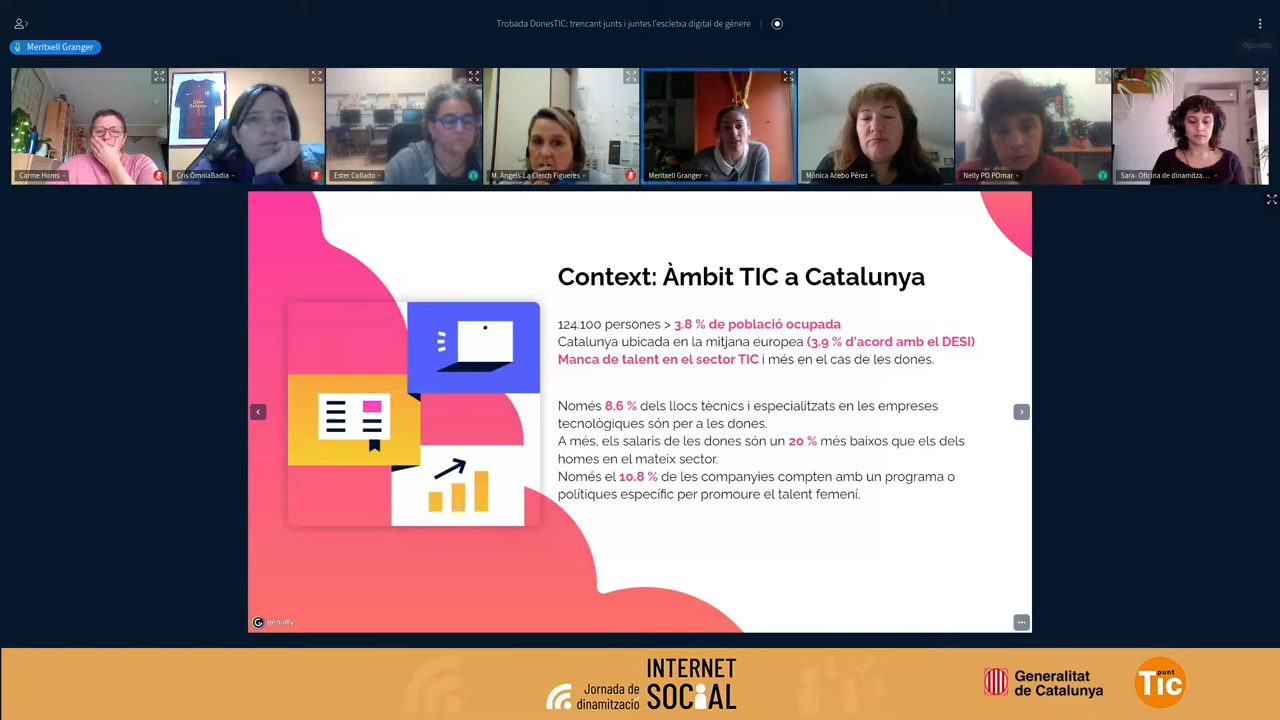 Trobada DonesTIC: trencant junts i juntes l'escletxa digital de gènere
Meritxell Granger
Opcions
Carme Homs
Cris ÒmniaBadia
Ester Collado
M. Àngels-La Clerch Figueres
Meritxell Granger
Mónica Acebo Pérez
Nelly PO POmar
Sara- Oficina de dinamitza...
Context: Àmbit TIC a Catalunya
124.100 persones > 3.8 % de població ocupada
Catalunya ubicada en la mitjana europea (3.9 % d'acord amb el DESI)
Manca de talent en el sector TIC i més en el cas de les dones.
Només 8.6 % dels llocs tècnics i especialitzats en les empreses
tecnològiques són per a les dones.
A més, els salaris de les dones són un 20 % més baixos que els dels
homes en el mateix sector.
Només el 10.8 % de les companyies compten amb un programa o
polítiques específic per promoure el talent femení.
genially
Jornada de
dinamització
INTERNET
SOCIAL
Generalitat
de Catalunya
punt
Tic